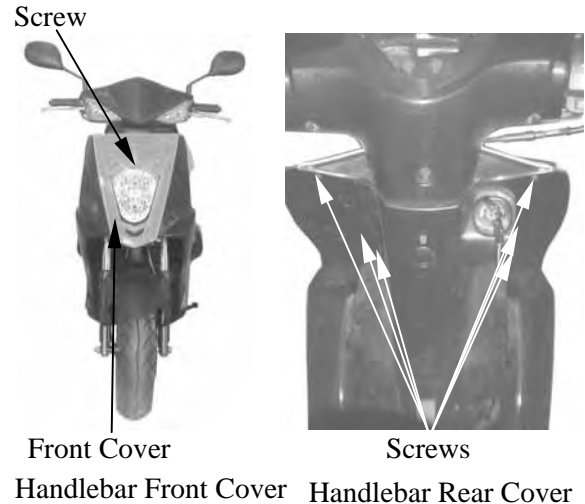 Screw
Front Cover
Screws
Handlebar Front Cover
Handlebar Rear Cover